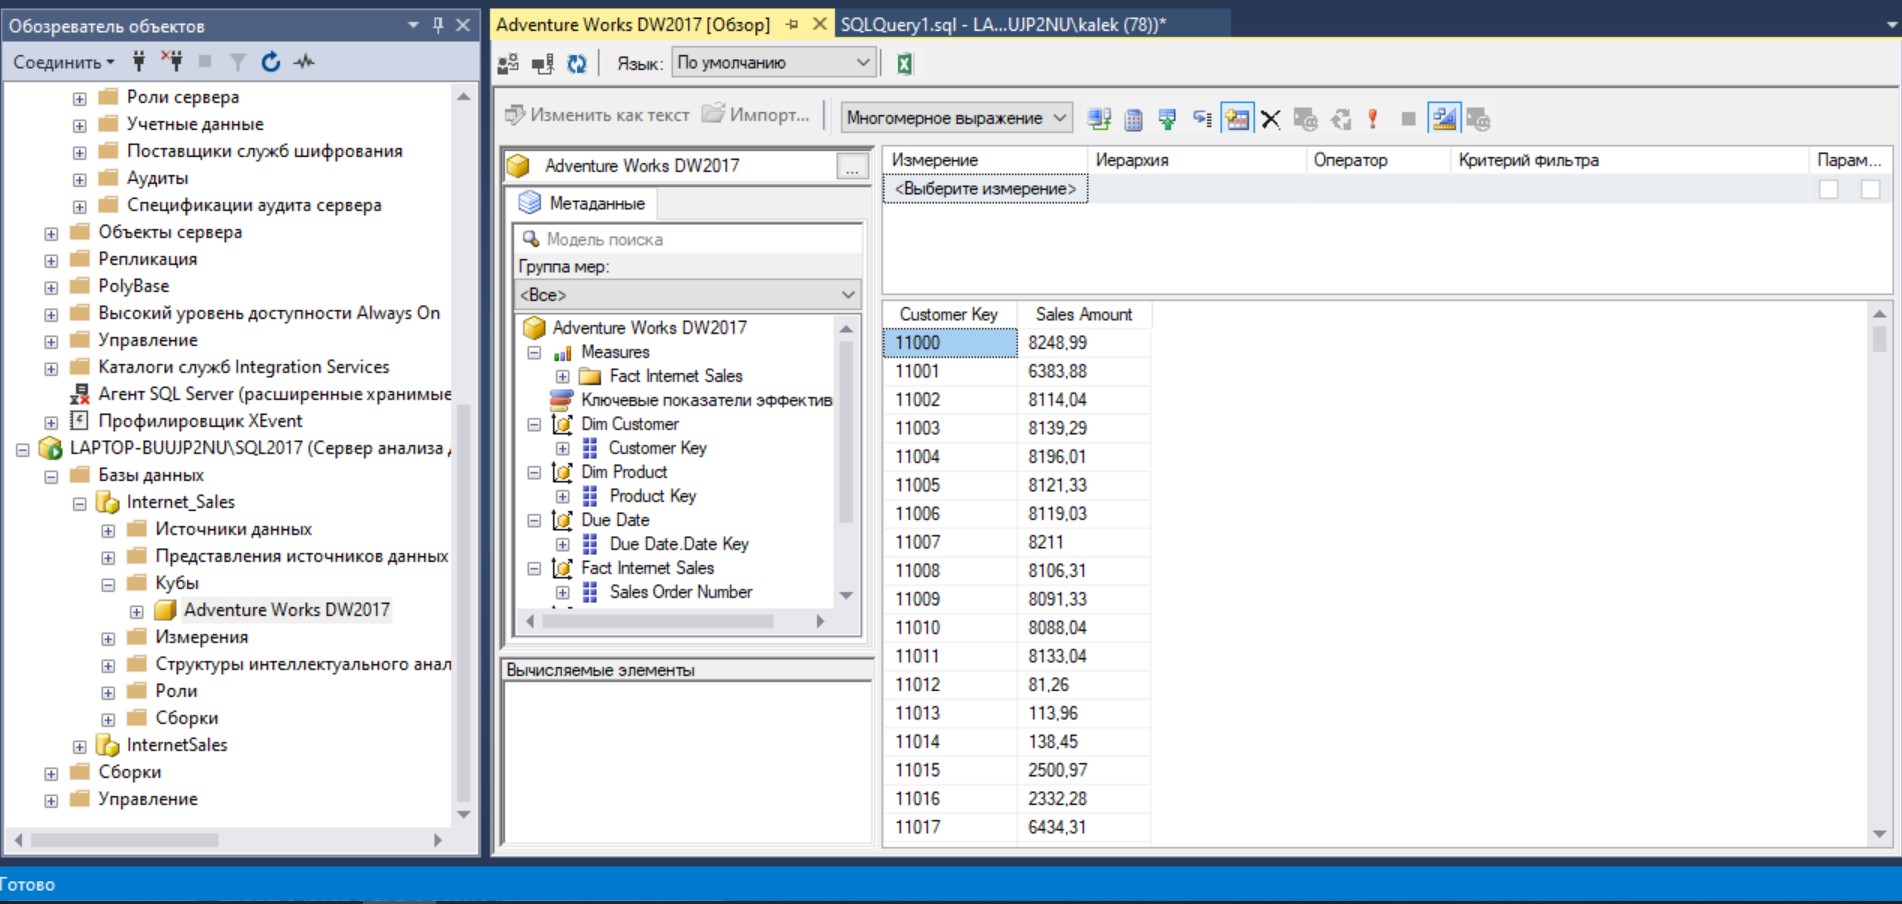 Обозреватель объектов
Соединить
Роли сервера
Учетные данные
Поставщики служб шифрования
Аудиты
Спецификации аудита сервера
Объекты сервера
Репликация
PolyBase
Высокий уровень доступности Always On
Управление
Каталоги служб Integration Services
Агент SQL Server (расширенные хранимые
Профилировщик XEvent
LAPTOP-BUUJP2NU\SQL2017 (Сервер анализа
Базы данных
Internet_Sales
Источники данных
Представления источников данных
Кубы
Adventure Works DW2017
Измерения
Структуры интеллектуального анал
Роли
Сборки
InternetSales
Сборки
Управление
Adventure Works DW2017 [Обзор]
SQLQuery1.sql - LA...UJP2NU\kalek (78))*
Язык: По умолчанию
Изменить как текст Импорт... Многомерное выражение
Adventure Works DW2017 ...
Метаданные
Модель поиска
Группа мер:
<Все>
Adventure Works DW2017
Measures
Fact Internet Sales
Ключевые показатели эффектив
Dim Customer
Customer Key
Dim Product
Product Key
Due Date
Due Date.Date Key
Fact Internet Sales
Sales Order Number
Вычисляемые элементы
Измерение Иерархия Оператор Критерий фильтра Парам...
<Выберите измерение>
Customer Key Sales Amount
11000 8248,99
11001 6383,88
11002 8114,04
11003 8139,29
11004 8196,01
11005 8121,33
11006 8119,03
11007 8211
11008 8106,31
11009 8091,33
11010 8088,04
11011 8133,04
11012 81,26
11013 113,96
11014 138,45
11015 2500,97
11016 2332,28
11017 6434,31
Готово